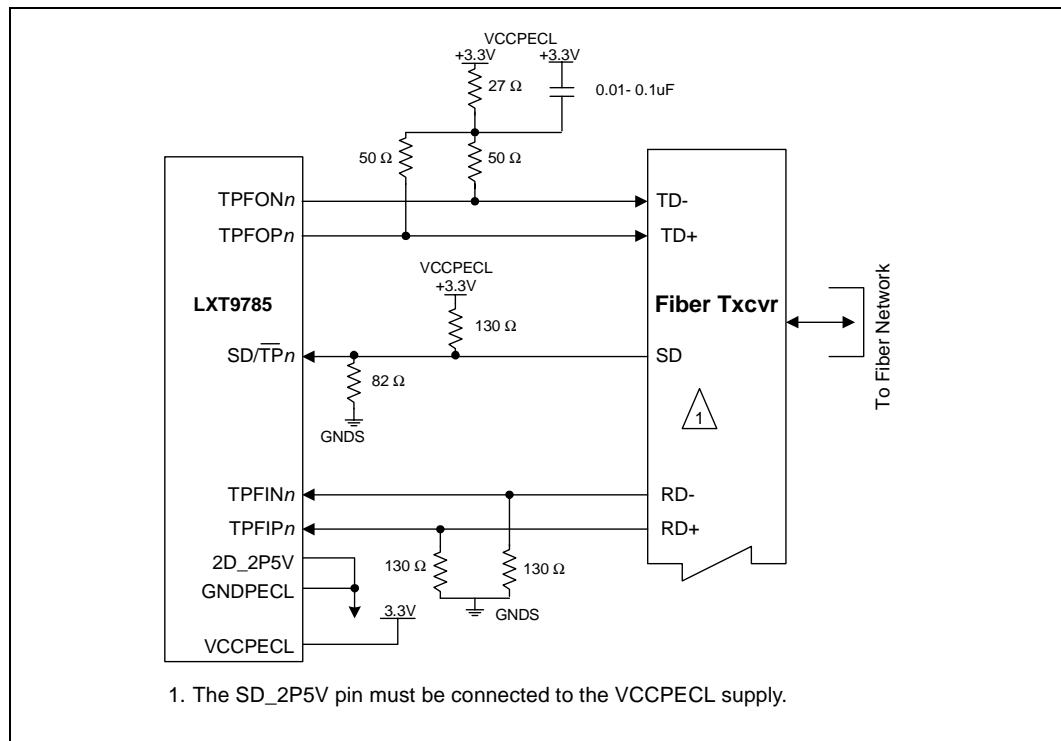 VCCPECL
+3.3V +3.3V
27 Ω
0.01- 0.1uF
50 Ω 50 Ω
TPFONn TD-
TPFOPn TD+
VCCPECL
+3.3V
LXT9785 Fiber Txcvr
130 Ω
SD/TPn SD
82 Ω
GNDS
1
To Fiber Network
TPFINn RD-
TPFIPn RD+
2D_2P5V
130 Ω 130 Ω
GNDPECL
GNDS
3.3V
VCCPECL
1. The SD_2P5V pin must be connected to the VCCPECL supply.